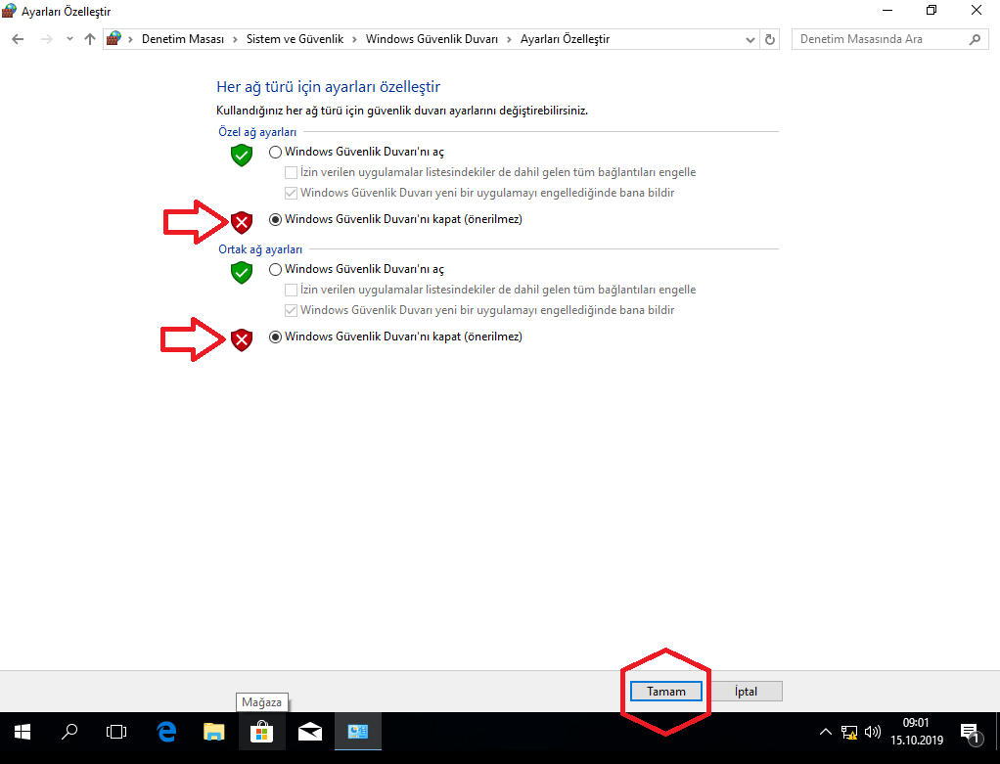 Ayarları Özelleştir
Denetim Masası > Sistem ve Güvenlik > Windows Güvenlik Duvarı > Ayarları Özelleştir
Denetim Masasında Ara
Her ağ türü için ayarları özelleştir
Kullandığınız her ağ türü için güvenlik duvarı ayarlarını değiştirebilirsiniz.
Özel ağ ayarları
Windows Güvenlik Duvarı'nı aç
İzin verilen uygulamalar listesindekiler de dahil gelen tüm bağlantıları engelle
Windows Güvenlik Duvarı yeni bir uygulamayı engellediğinde bana bildir
Windows Güvenlik Duvarı'nı kapat (önerilmez)
Ortak ağ ayarları
Windows Güvenlik Duvarı'nı aç
İzin verilen uygulamalar listesindekiler de dahil gelen tüm bağlantıları engelle
Windows Güvenlik Duvarı yeni bir uygulamayı engellediğinde bana bildir
Windows Güvenlik Duvarı'nı kapat (önerilmez)
Tamam
İptal
Mağaza
09:01
15.10.2019
1